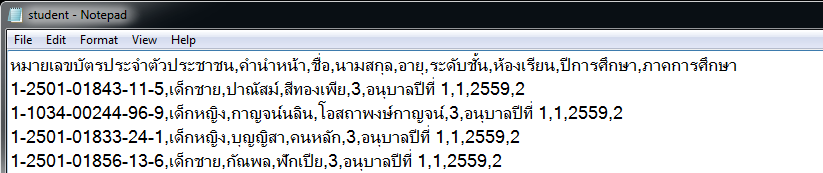 student - Notepad
File Edit Format View Help
หมายเลขบัตรประจำตัวประชาชน,คำนำหน้า,ชื่อ,นามสกุล,อายุ,ระดับชั้น,ห้องเรียน,ปีการศึกษา,ภาคการศึกษา
1-2501-01843-11-5,เด็กชาย,ปาณัสม์,สีทองเพีย,3,อนุบาลปีที่ 1,1,2559,2
1-1034-00244-96-9,เด็กหญิง,กาญจน์นลิน,โอสถาพงษ์กาญจน์,3,อนุบาลปีที่ 1,1,2559,2
1-2501-01833-24-1,เด็กหญิง,บุญญิสา,คนหลัก,3,อนุบาลปีที่ 1,1,2559,2
1-2501-01856-13-6,เด็กชาย,กัณพล,ฟักเปีย,3,อนุบาลปีที่ 1,1,2559,2